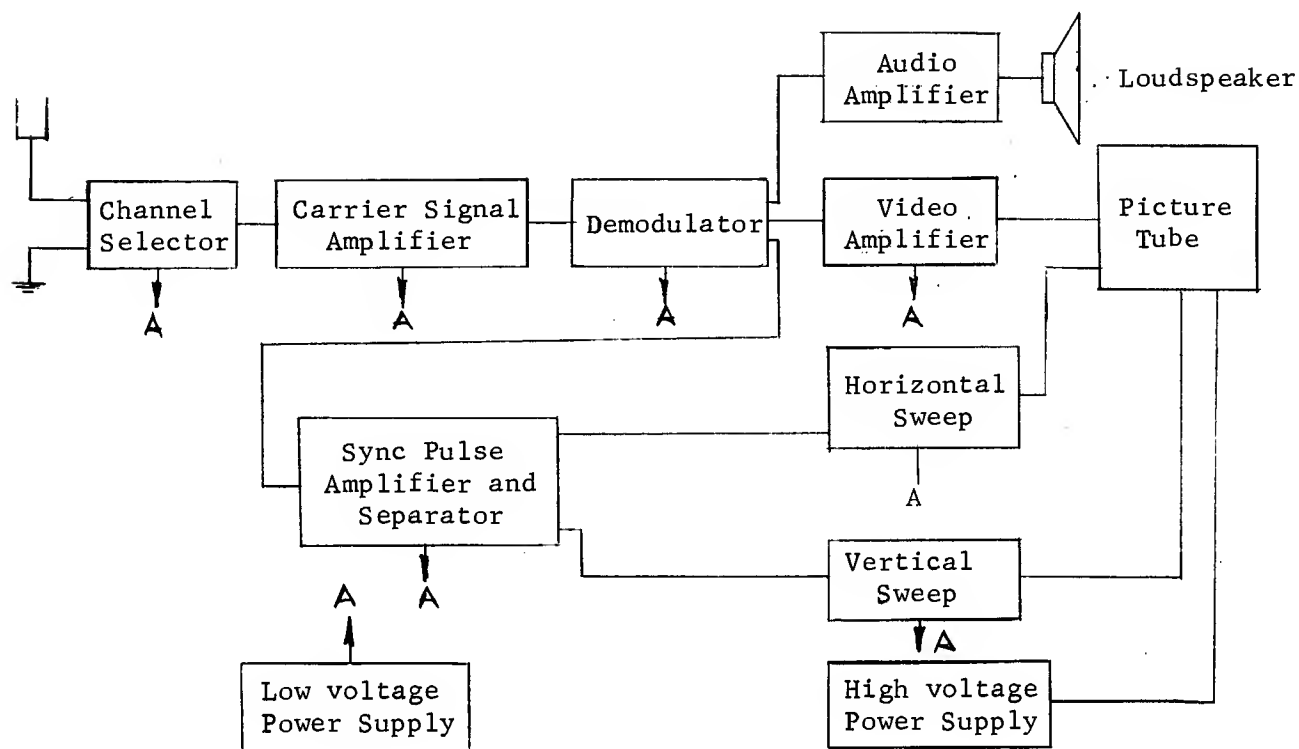 Audio
Amplifier
Loudspeaker
Channel
Selector
Carrier Signal
Amplifier
Demodulator
Video
Amplifier
Picture
Tube
A
A
A
A
Horizontal
Sweep
A
Sync Pulse
Amplifier and
Separator
A
A
Vertical
Sweep
A
Low voltage
Power Supply
High voltage
Power Supply